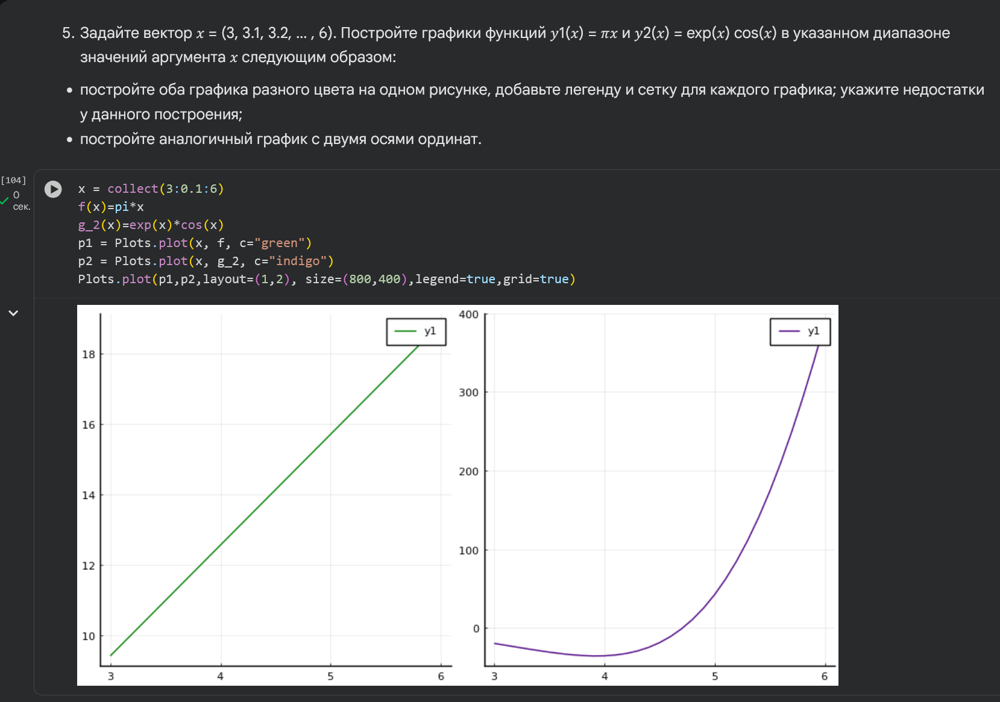 5. Задайте вектор x = (3, 3.1, 3.2, ... , 6). Постройте графики функций y1(x) = πx и y2(x) = exp(x) cos(x) в указанном диапазоне
значений аргумента x следующим образом:
• постройте оба графика разного цвета на одном рисунке, добавьте легенду и сетку для каждого графика; укажите недостатки
у данного построения;
• постройте аналогичный график с двумя осями ординат.
[104]
0
сек.
x = collect(3:0.1:6)
f(x)=pi*x
g_2(x)=exp(x)*cos(x)
p1 = Plots.plot(x, f, c="green")
p2 = Plots.plot(x, g_2, c="indigo")
Plots.plot(p1,p2,layout=(1,2), size=(800,400),legend=true,grid=true)
y1
18
16
14
12
10
3 4 5 6
y1
400
300
200
100
0
3 4 5 6